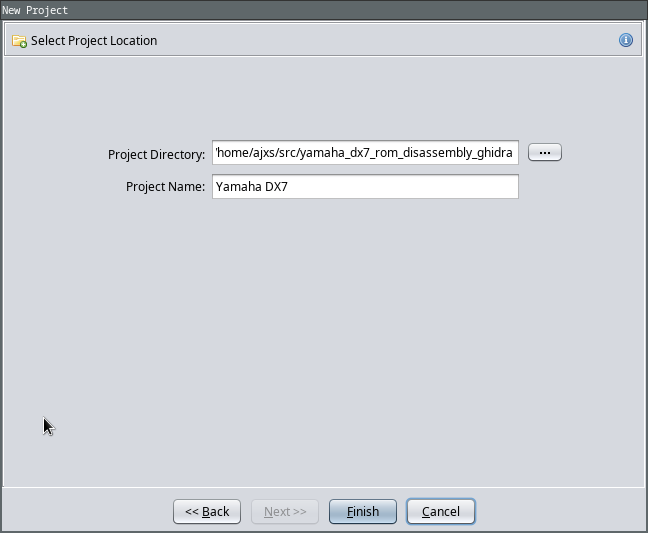 New Project
Select Project Location
Project Directory: /home/ajxs/src/yamaha_dx7_rom_disassembly_ghidra ...
Project Name: Yamaha DX7
<< Back Next >> Finish Cancel